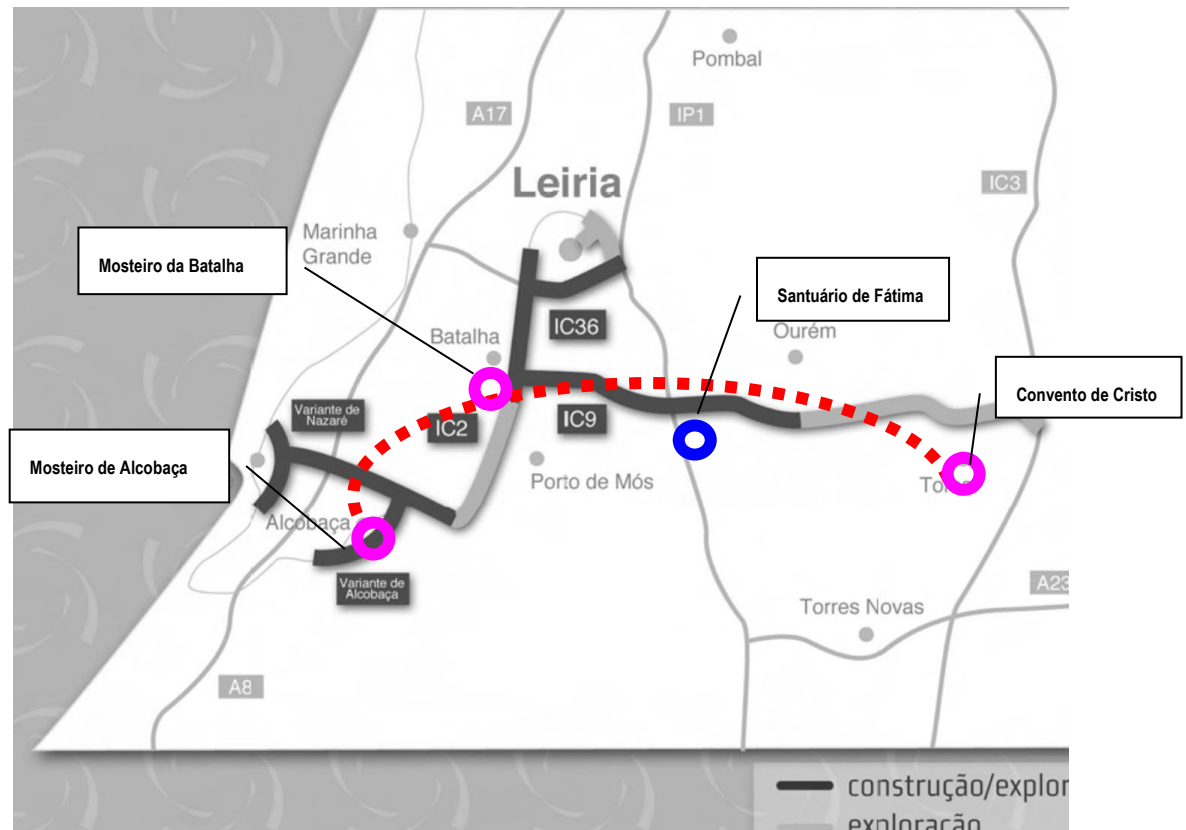 Pombal
A17
IP1
Leiria
IC3
Marinha
Grande
Mosteiro da Batalha
Santuário de Fátima
IC36
Batalha
Ourém
Convento de Cristo
Variante de
Nazaré
IC2
IC9
Mosteiro de Alcobaça
Porto de Mós
Alcobaça
Variante de
Alcobaça
A23
Torres Novas
A8
construção/explor
exploração